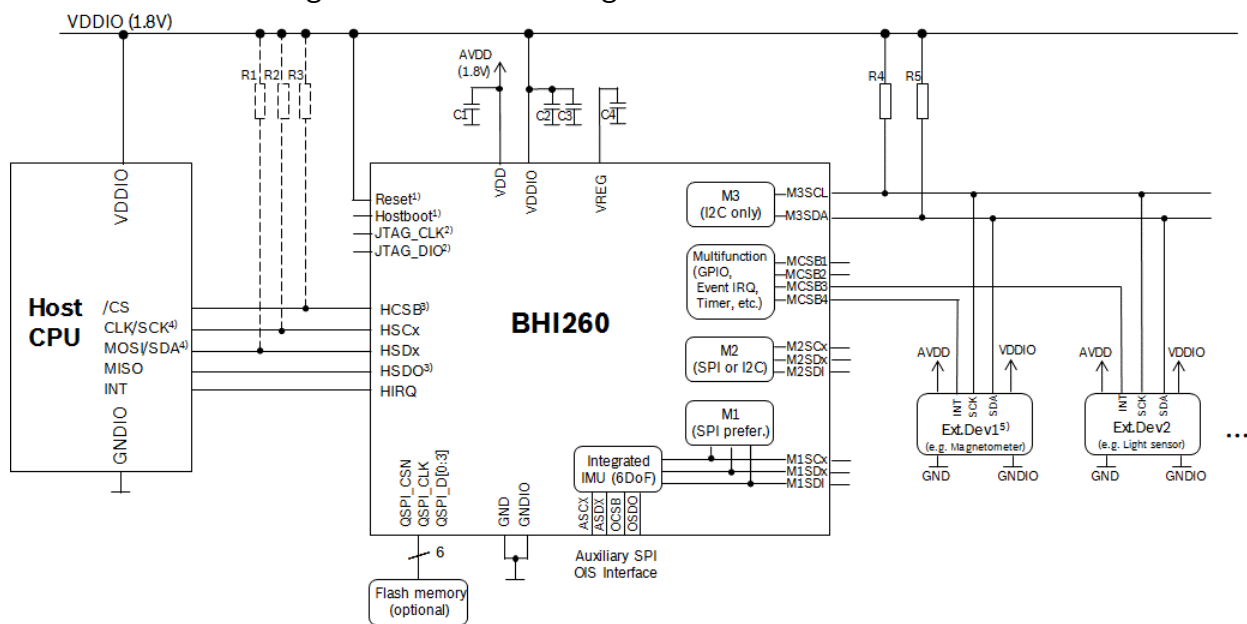 VDDIO (1.8V)
R1
R2
R3
AVDD
(1.8V)
C1
C2
C3
C4
R4
R5
VDDIO
Host
CPU
/CS
CLK/SCK4)
MOSI/SDA4)
MISO
INT
GNDIO
VDD
VDDIO
VREG
Reset1)
Hostboot1)
JTAG_CLK2)
JTAG_DIO2)
HCSB3)
HSCx
HSDx
HSDO3)
HIRQ
BHI260
M3
(I2C only)
M3SCL
M3SDA
Multifunction
(GPIO,
Event IRQ,
Timer, etc.)
MCSB1
MCSB2
MCSB3
MCSB4
M2
(SPI or I2C)
M2SCx
M2SDx
M2SDI
M1
(SPI prefer.)
Integrated
IMU (6DoF)
M1SCx
M1SDx
M1SDI
QSPI_CSN
QSPI_CLK
QSPI_D[0:3]
GND
GNDIO
ASCX
ASDX
OCSB
OSDO
6
Flash memory
(optional)
Auxiliary SPI
OIS Interface
AVDD
VDDIO
INT
SCK
SDA
Ext.Dev15)
(e.g. Magnetometer)
GND
GNDIO
AVDD
VDDIO
INT
SCK
SDA
Ext.Dev2
(e.g. Light sensor)
GND
GNDIO
...